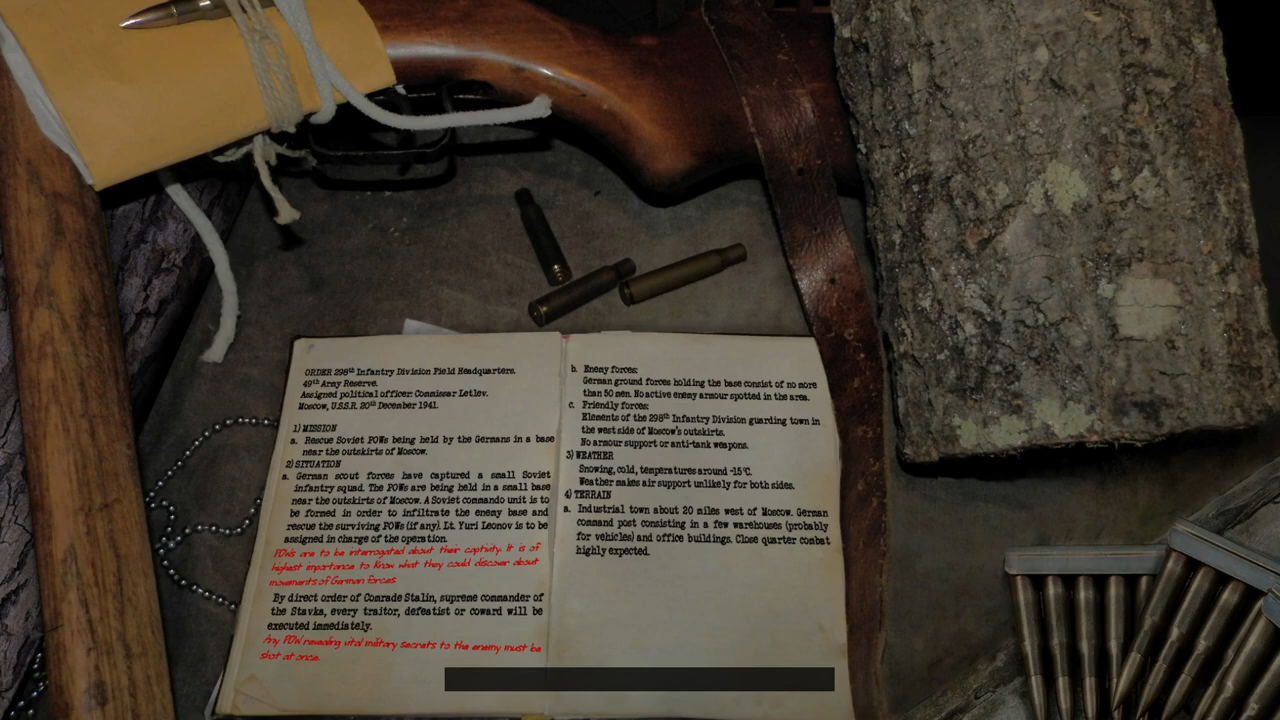 ORDER 298th Infantry Division Field Headquarters.
49th Army Reserve.
Assigned political officer: Commissar Letlev.
Moscow, U.S.S.R. 20th December 1941.
1) MISSION
a. Rescue Soviet POWs being held by the Germans in a base
near the outskirts of Moscow.
2) SITUATION
a. German scout forces have captured a small Soviet
infantry squad. The POWs are being held in a small base
near the outskirts of Moscow. A Soviet commando unit is to
be formed in order to infiltrate the enemy base and
rescue the surviving POWs (if any). Lt. Yuri Leonov is to be
assigned in charge of the operation.
POWs are to be interrogated about their captivity. It is of
highest importance to know what they could discover about
movements of German forces.
By direct order of Comrade Stalin, supreme commander of
the Stavka, every traitor, defeatist or coward will be
executed immediately.
Any POW revealing vital military secrets to the enemy must be
shot at once.
b. Enemy forces:
German ground forces holding the base consist of no more
than 50 men. No active enemy armour spotted in the area.
c. Friendly forces:
Elements of the 298th Infantry Division guarding town in
the west side of Moscow's outskirts.
No armour support or anti-tank weapons.
3) WEATHER
Snowing, cold, temperatures around -15ºC.
Weather makes air support unlikely for both sides.
4) TERRAIN
a. Industrial town about 20 miles west of Moscow. German
command post consisting in a few warehouses (probably
for vehicles) and office buildings. Close quarter combat
highly expected.